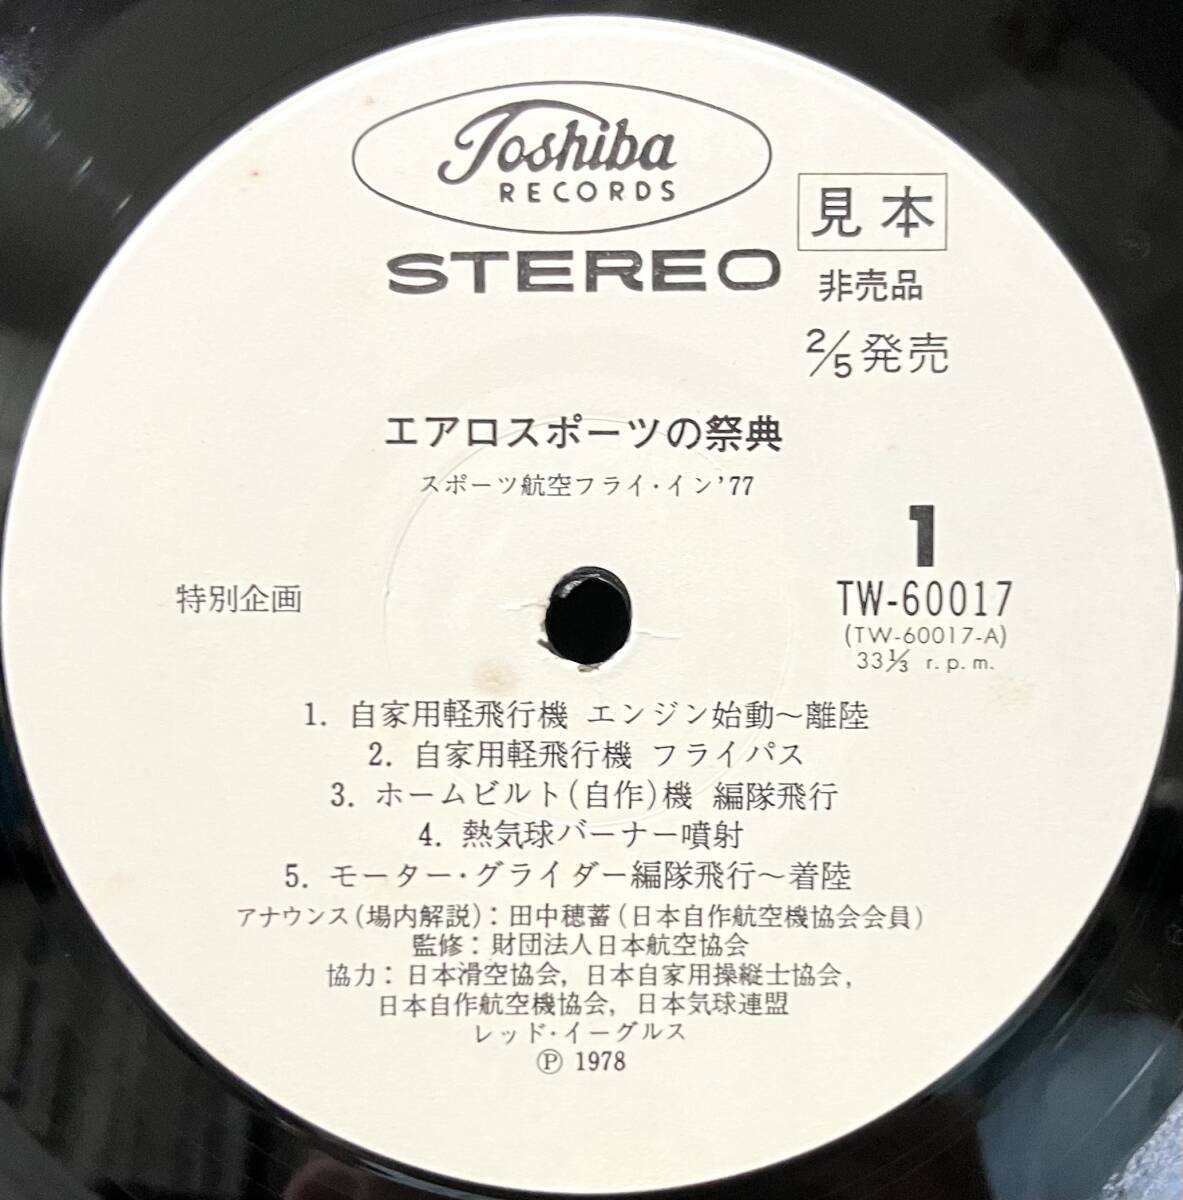 Toshiba
RECORDS
STEREO
見本
非売品
2/5発売
エアロスポーツの祭典
スポーツ航空フライ・イン'77
1
特別企画
TW-60017
(TW-60017-A)
33⅓ r.p.m.
1. 自家用軽飛行機 エンジン始動〜離陸
2. 自家用軽飛行機 フライパス
3. ホームビルト(自作)機 編隊飛行
4. 熱気球バーナー噴射
5. モーター・グライダー編隊飛行〜着陸
アナウンス(場内解説): 田中穂蓄(日本自作航空機協会会員)
監修: 財団法人日本航空協会
協力: 日本滑空協会, 日本自家用操縦士協会,
日本自作航空機協会, 日本気球連盟
レッド・イーグルス
Ⓟ 1978